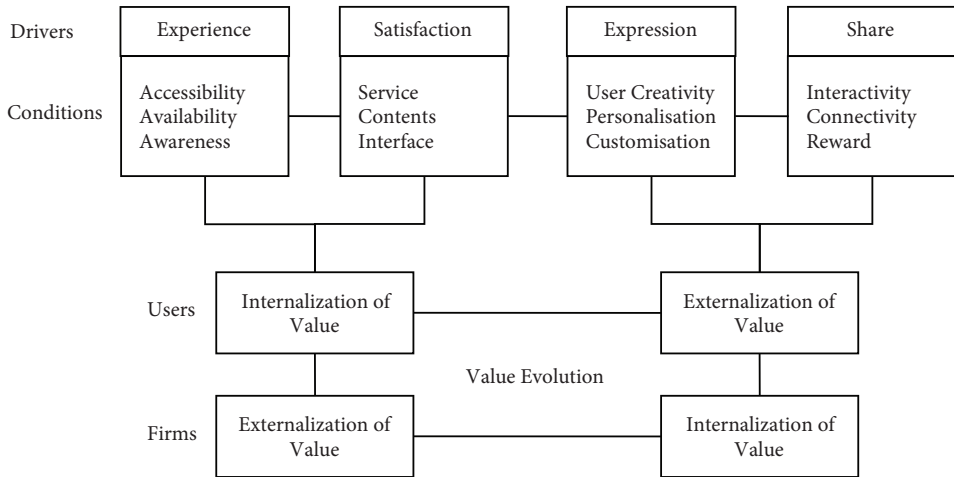 Drivers
Experience
Satisfaction
Expression
Share
Conditions
Accessibility
Availability
Awareness
Service
Contents
Interface
User Creativity
Personalisation
Customisation
Interactivity
Connectivity
Reward
Users
Internalization of
Value
Externalization of
Value
Value Evolution
Firms
Externalization of
Value
Internalization of
Value